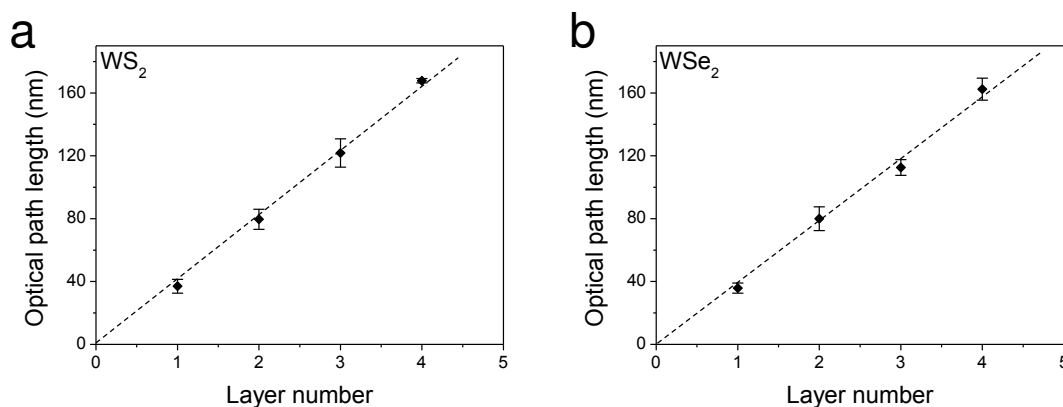 a
WS₂
Optical path length (nm)
160
120
80
40
0
0 1 2 3 4 5
Layer number
b
WSe₂
Optical path length (nm)
160
120
80
40
0
0 1 2 3 4 5
Layer number